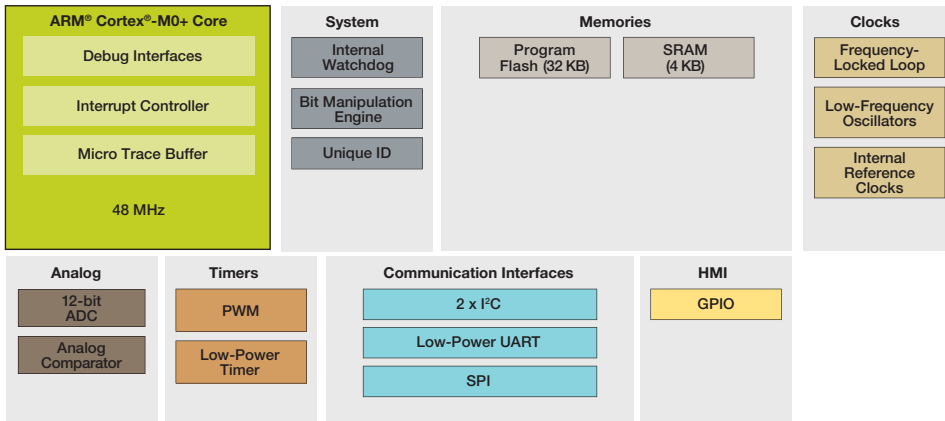 ARM® Cortex®-M0+ Core
Debug Interfaces
Interrupt Controller
Micro Trace Buffer
48 MHz
System
Internal
Watchdog
Bit Manipulation
Engine
Unique ID
Memories
Program
Flash (32 KB)
SRAM
(4 KB)
Clocks
Frequency-
Locked Loop
Low-Frequency
Oscillators
Internal
Reference
Clocks
Analog
12-bit
ADC
Analog
Comparator
Timers
PWM
Low-Power
Timer
Communication Interfaces
2 x I²C
Low-Power UART
SPI
HMI
GPIO